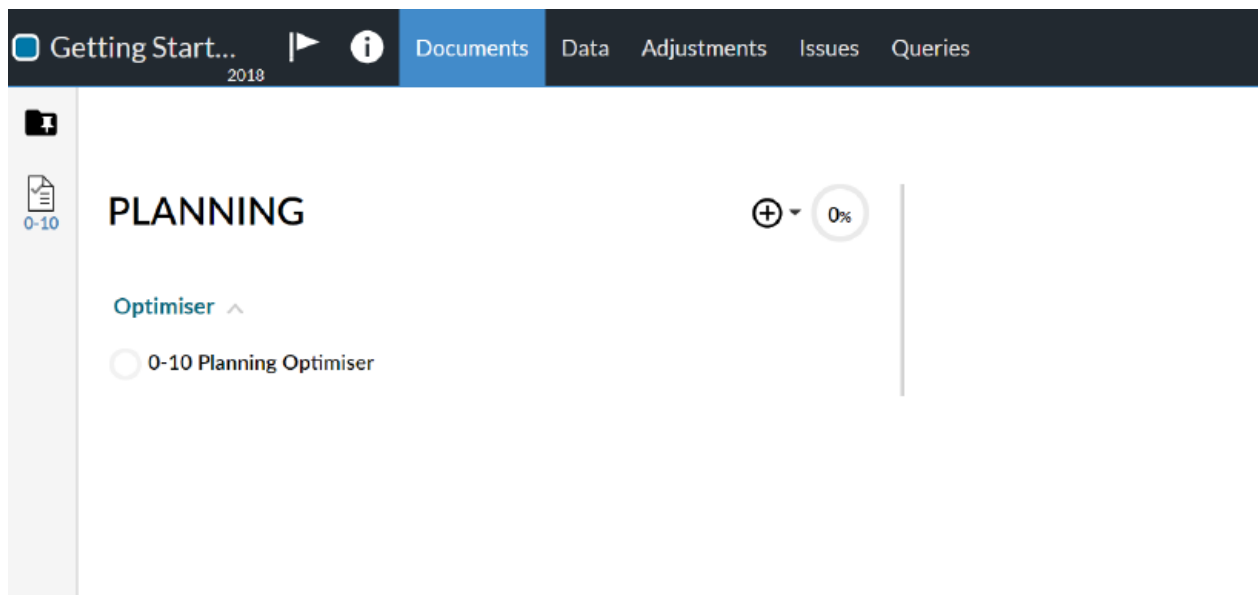 Getting Start... Documents Data Adjustments Issues Queries
2018
0-10
PLANNING 0%
Optimiser
0-10 Planning Optimiser